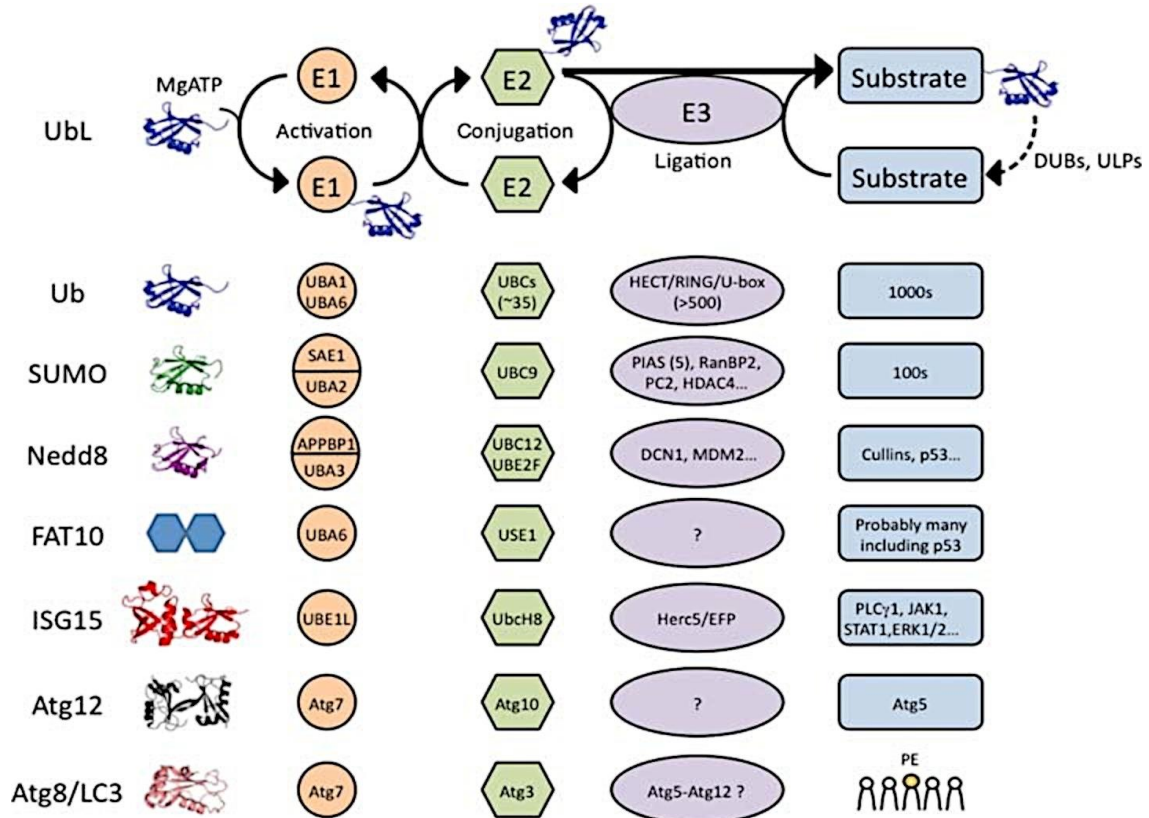 MgATP
UbL
E1
Activation
E1
E2
Conjugation
E2
E3
Ligation
Substrate
Substrate
DUBs, ULPs
Ub
UBA1
UBA6
UBCs
(~35)
HECT/RING/U-box
(>500)
1000s
SUMO
SAE1
UBA2
UBC9
PIAS (5), RanBP2,
PC2, HDAC4...
100s
Nedd8
APPBP1
UBA3
UBC12
UBE2F
DCN1, MDM2...
Cullins, p53...
FAT10
UBA6
USE1
?
Probably many
including p53
ISG15
UBE1L
UbcH8
Herc5/EFP
PLCγ1, JAK1,
STAT1,ERK1/2...
Atg12
Atg7
Atg10
?
Atg5
Atg8/LC3
Atg7
Atg3
Atg5-Atg12 ?
PE